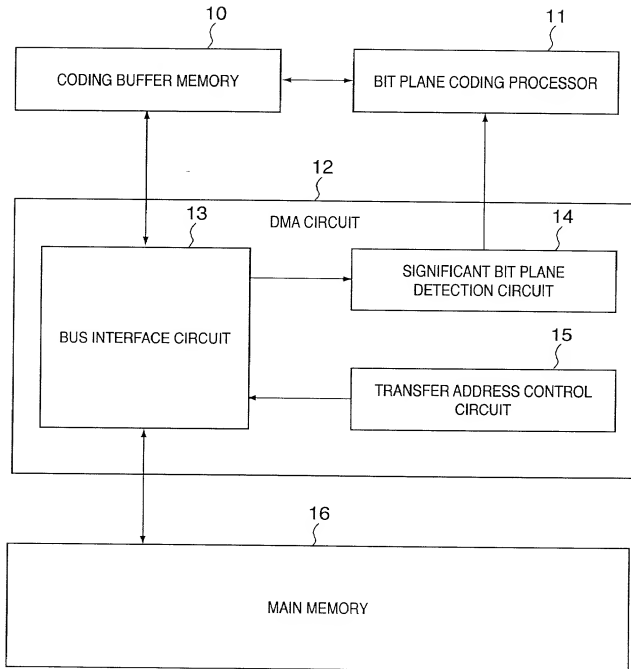 10
11
CODING BUFFER MEMORY
BIT PLANE CODING PROCESSOR
12
DMA CIRCUIT
13
14
BUS INTERFACE CIRCUIT
SIGNIFICANT BIT PLANE
DETECTION CIRCUIT
15
TRANSFER ADDRESS CONTROL
CIRCUIT
16
MAIN MEMORY